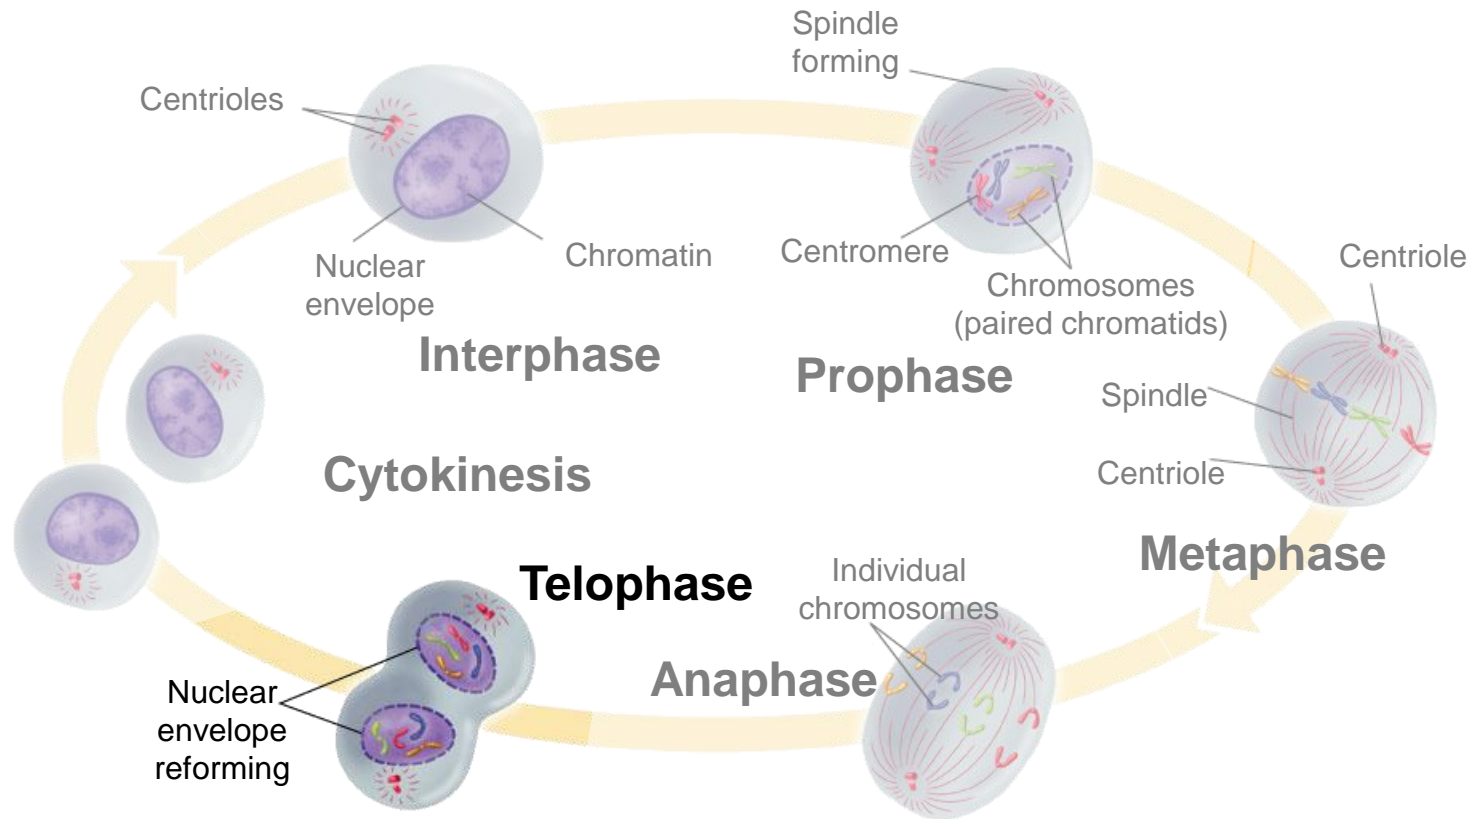 Spindle
forming
Centrioles
Nuclear
envelope
Chromatin
Centromere
Chromosomes
(paired chromatids)
Centriole
Interphase
Prophase
Spindle
Centriole
Cytokinesis
Metaphase
Telophase
Individual
chromosomes
Anaphase
Nuclear
envelope
reforming